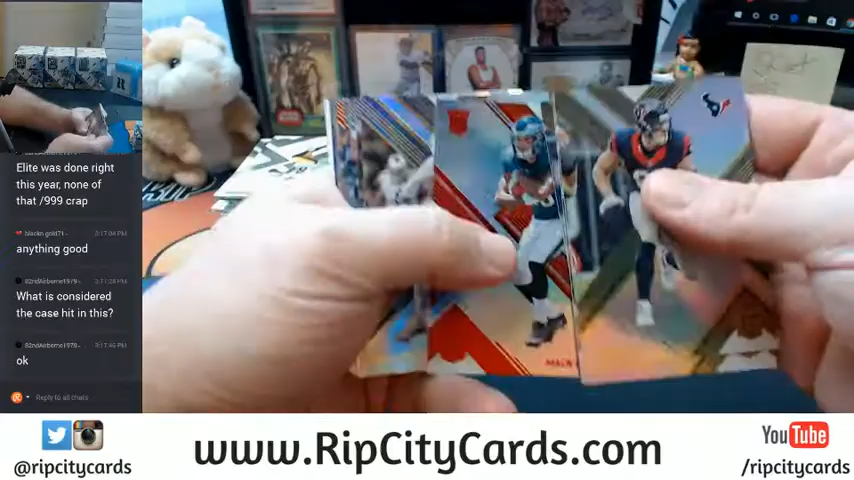 Elite was done right
this year, none of
that /999 crap
anything good
What is considered
the case hit in this?
ok
Reply to all chats
www.RipCityCards.com
@ripcitycards
YouTube
/ripcitycards